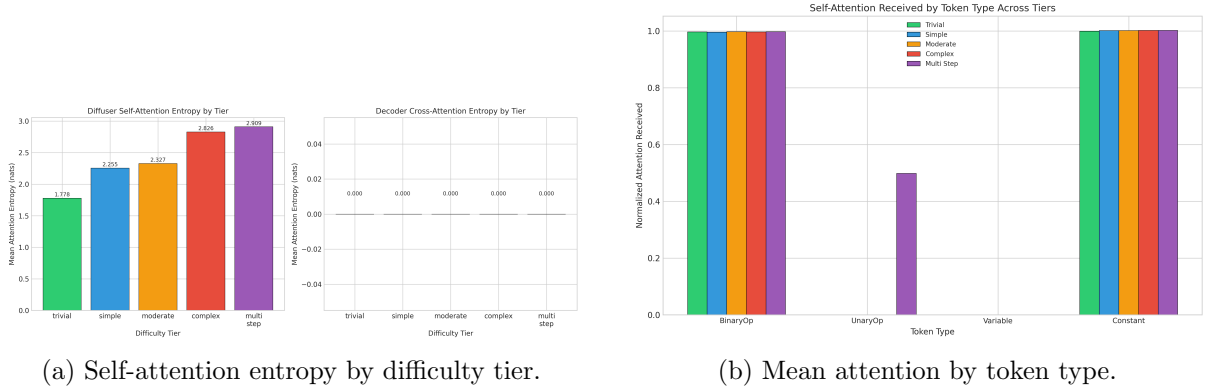 Diffuser Self-Attention Entropy by Tier
Mean Attention Entropy (nats)
3.0
2.5
2.0
1.5
1.0
0.5
0.0
1.778
2.255
2.327
2.826
2.909
trivial
simple
moderate
complex
multi
step
Difficulty Tier
Decoder Cross-Attention Entropy by Tier
Mean Attention Entropy (nats)
0.04
0.02
0.00
−0.02
−0.04
0.000
0.000
0.000
0.000
0.000
trivial
simple
moderate
complex
multi
step
Difficulty Tier
(a) Self-attention entropy by difficulty tier.
Self-Attention Received by Token Type Across Tiers
Normalized Attention Received
1.0
0.8
0.6
0.4
0.2
0.0
Trivial
Simple
Moderate
Complex
Multi Step
BinaryOp
UnaryOp
Variable
Constant
Token Type
(b) Mean attention by token type.